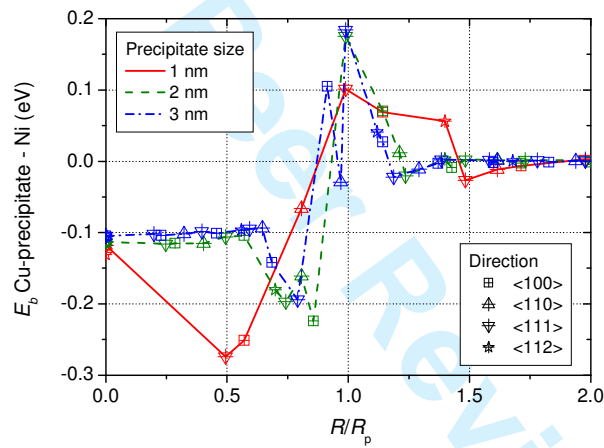 0.2
0.1
0.0
-0.1
-0.2
-0.3
E_b Cu-precipitate - Ni (eV)
Precipitate size
1 nm
2 nm
3 nm
Direction
<100>
<110>
<111>
<112>
0.0 0.5 1.0 1.5 2.0
R/R_p
Peer Revi